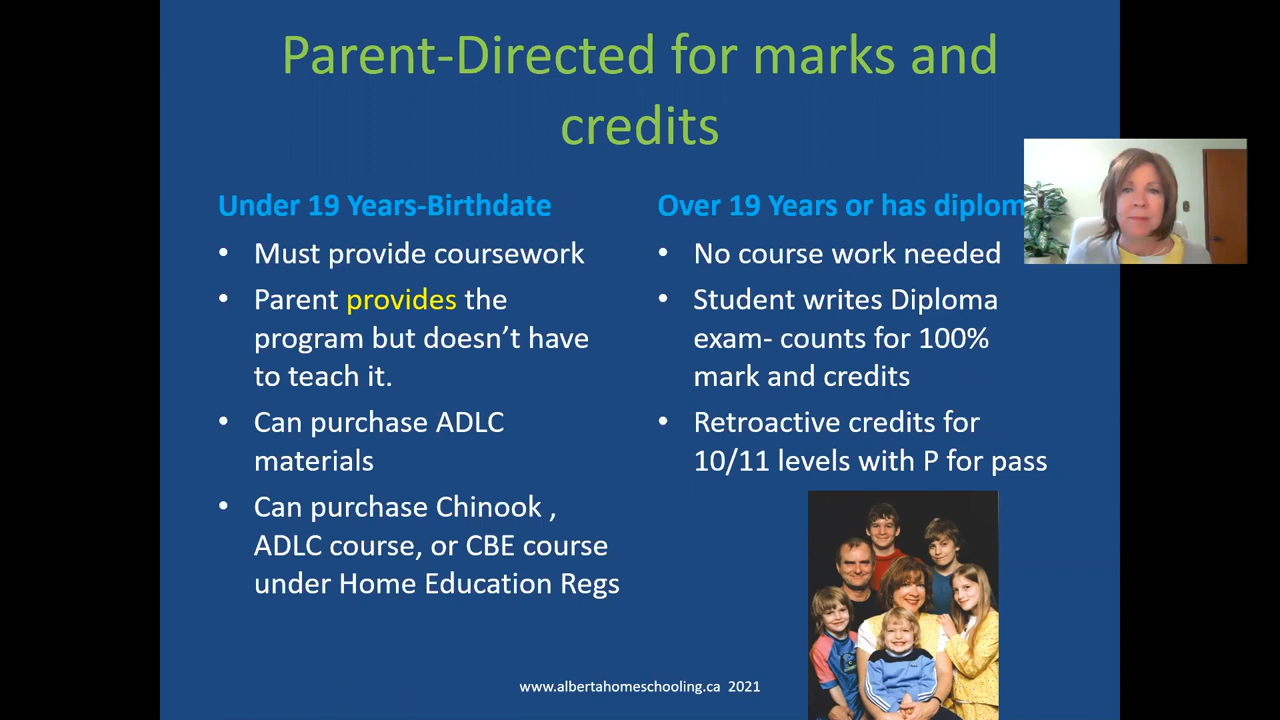 Parent-Directed for marks and
credits
Under 19 Years-Birthdate
• Must provide coursework
• Parent provides the
program but doesn’t have
to teach it.
• Can purchase ADLC
materials
• Can purchase Chinook ,
ADLC course, or CBE course
under Home Education Regs
Over 19 Years or has diplom
• No course work needed
• Student writes Diploma
exam- counts for 100%
mark and credits
• Retroactive credits for
10/11 levels with P for pass
www.albertahomeschooling.ca 2021